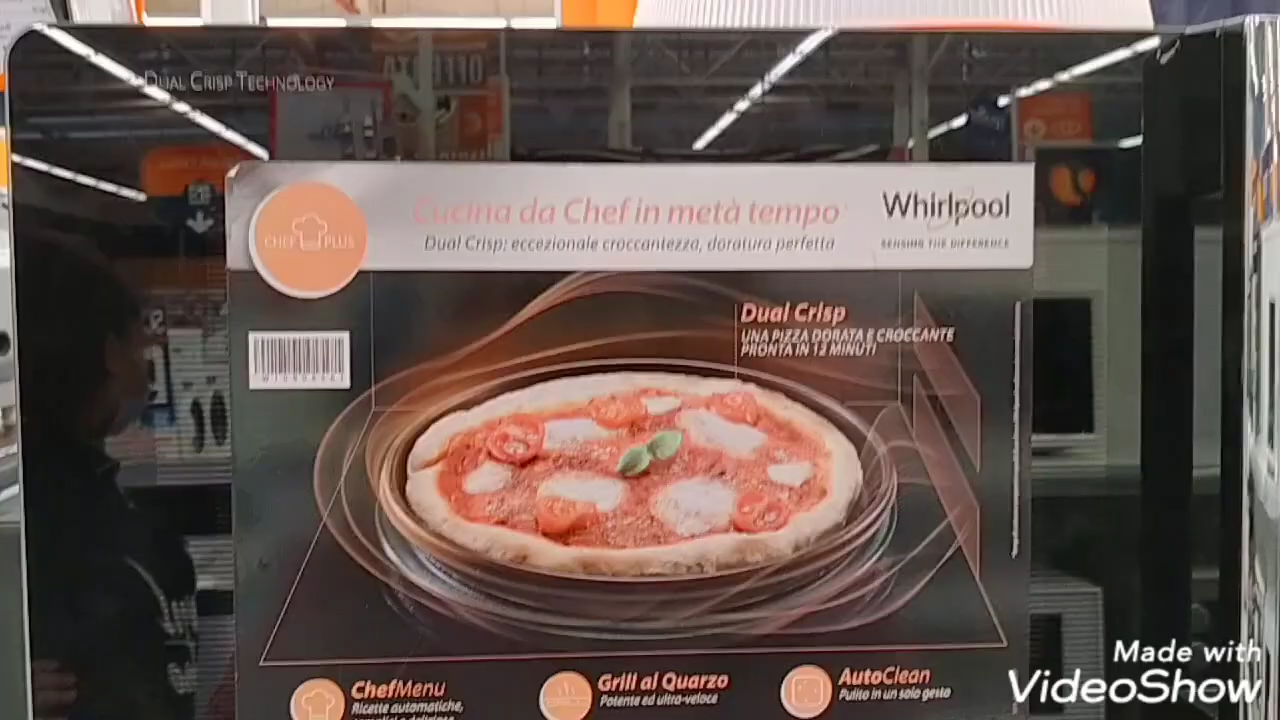 DUAL CRISP TECHNOLOGY
CHEF PLUS
Cucina da Chef in metà tempo
Dual Crisp: eccezionale croccantezza, doratura perfetta
Whirlpool
SENSING THE DIFFERENCE
Dual Crisp
UNA PIZZA DORATA E CROCCANTE
PRONTA IN 12 MINUTI
ChefMenu
Ricette automatiche,
Grill al Quarzo
Potente ed ultra-veloce
AutoClean
Pulito in un solo gesto
Made with
VideoShow